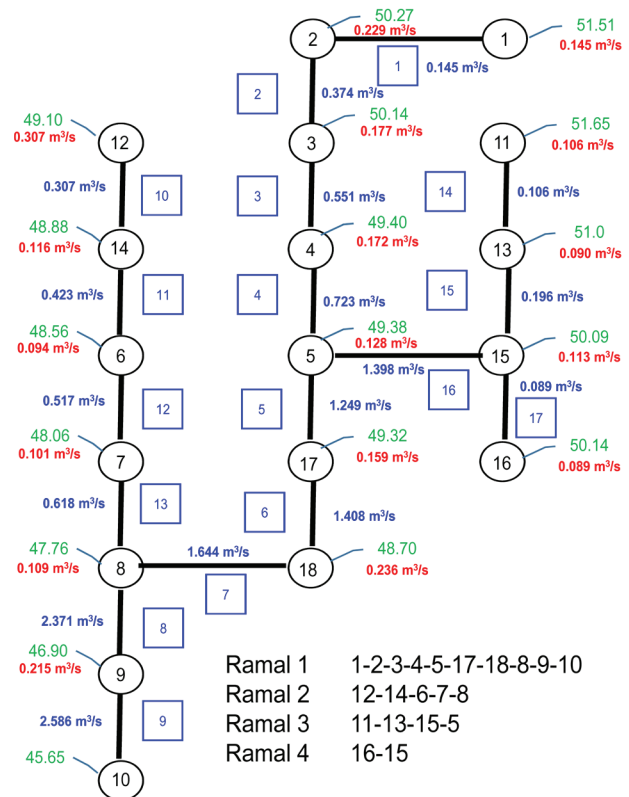 50.27
0.229 m³/s
51.51
0.145 m³/s
2
1
1
0.145 m³/s
2
0.374 m³/s
49.10
0.307 m³/s
12
50.14
0.177 m³/s
3
11
51.65
0.106 m³/s
0.307 m³/s
10
3
0.551 m³/s
14
0.106 m³/s
48.88
0.116 m³/s
14
49.40
0.172 m³/s
4
13
51.0
0.090 m³/s
0.423 m³/s
11
4
0.723 m³/s
15
0.196 m³/s
48.56
0.094 m³/s
6
49.38
0.128 m³/s
5
1.398 m³/s
15
50.09
0.113 m³/s
0.517 m³/s
12
5
1.249 m³/s
16
0.089 m³/s
17
48.06
0.101 m³/s
7
49.32
0.159 m³/s
17
16
50.14
0.089 m³/s
0.618 m³/s
13
6
1.408 m³/s
47.76
0.109 m³/s
8
1.644 m³/s
7
18
48.70
0.236 m³/s
2.371 m³/s
8
46.90
0.215 m³/s
9
2.586 m³/s
9
45.65
10
Ramal 1 1-2-3-4-5-17-18-8-9-10
Ramal 2 12-14-6-7-8
Ramal 3 11-13-15-5
Ramal 4 16-15